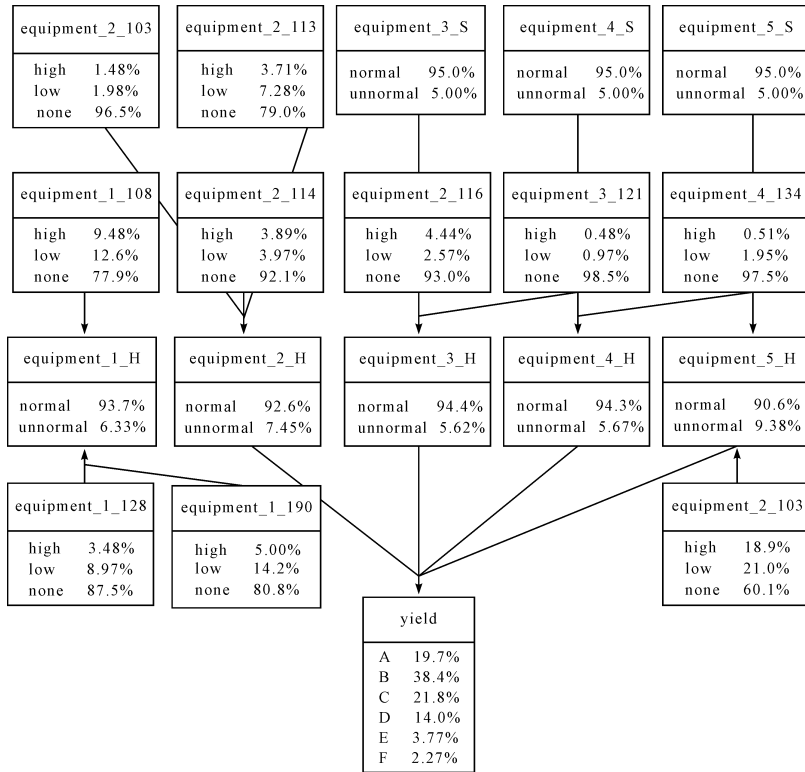 equipment_2_103
high 1.48%
low 1.98%
none 96.5%
equipment_2_113
high 3.71%
low 7.28%
none 79.0%
equipment_3_S
normal 95.0%
unnormal 5.00%
equipment_4_S
normal 95.0%
unnormal 5.00%
equipment_5_S
normal 95.0%
unnormal 5.00%
equipment_1_108
high 9.48%
low 12.6%
none 77.9%
equipment_2_114
high 3.89%
low 3.97%
none 92.1%
equipment_2_116
high 4.44%
low 2.57%
none 93.0%
equipment_3_121
high 0.48%
low 0.97%
none 98.5%
equipment_4_134
high 0.51%
low 1.95%
none 97.5%
equipment_1_H
normal 93.7%
unnormal 6.33%
equipment_2_H
normal 92.6%
unnormal 7.45%
equipment_3_H
normal 94.4%
unnormal 5.62%
equipment_4_H
normal 94.3%
unnormal 5.67%
equipment_5_H
normal 90.6%
unnormal 9.38%
equipment_1_128
high 3.48%
low 8.97%
none 87.5%
equipment_1_190
high 5.00%
low 14.2%
none 80.8%
equipment_2_103
high 18.9%
low 21.0%
none 60.1%
yield
A 19.7%
B 38.4%
C 21.8%
D 14.0%
E 3.77%
F 2.27%